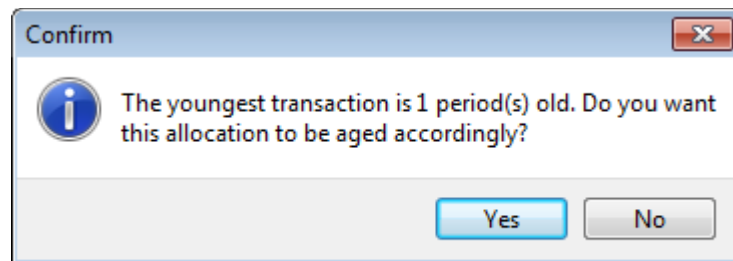 Confirm
The youngest transaction is 1 period(s) old. Do you want
this allocation to be aged accordingly?
Yes No